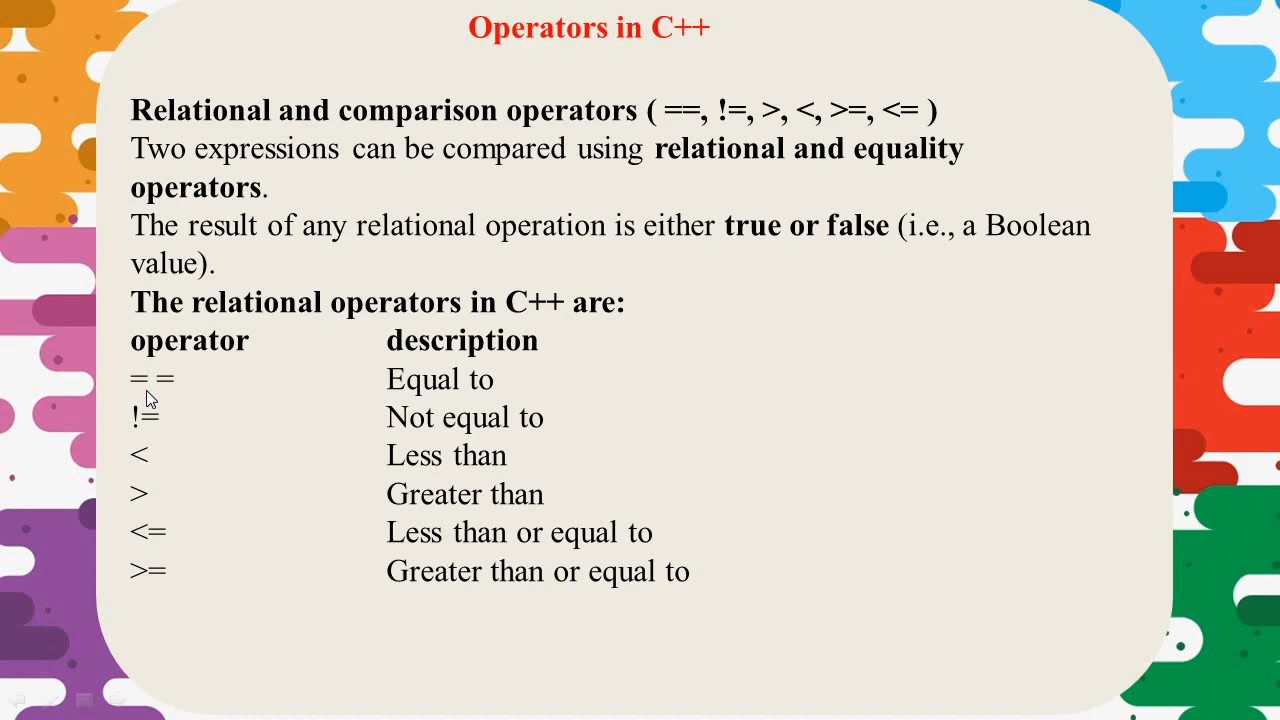 Operators in C++
Relational and comparison operators ( ==, !=, >, <, >=, <= )
Two expressions can be compared using relational and equality
operators.
The result of any relational operation is either true or false (i.e., a Boolean
value).
The relational operators in C++ are:
operator description
= = Equal to
!= Not equal to
< Less than
> Greater than
<= Less than or equal to
>= Greater than or equal to